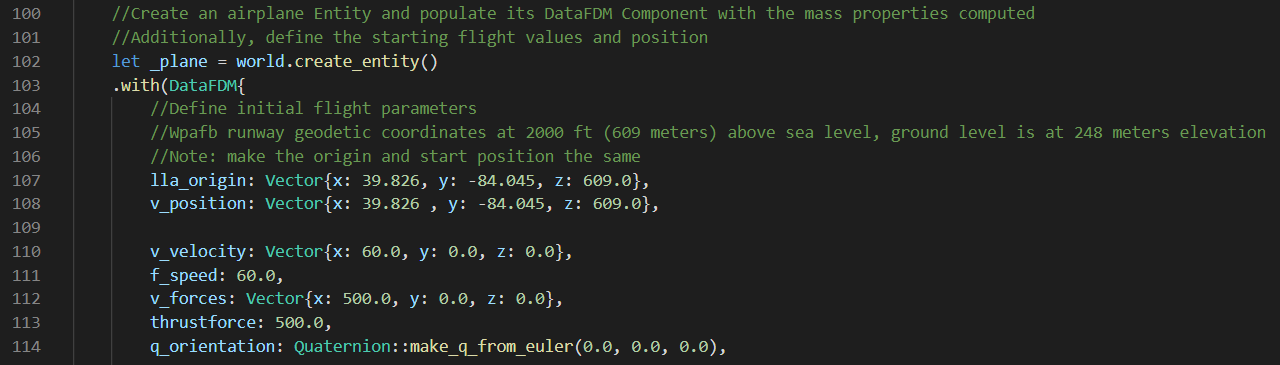 100 //Create an airplane Entity and populate its DataFDM Component with the mass properties computed
101 //Additionally, define the starting flight values and position
102 let _plane = world.create_entity()
103 .with(DataFDM{
104 //Define initial flight parameters
105 //Wpafb runway geodetic coordinates at 2000 ft (609 meters) above sea level, ground level is at 248 meters elevation
106 //Note: make the origin and start position the same
107 lla_origin: Vector{x: 39.826, y: -84.045, z: 609.0},
108 v_position: Vector{x: 39.826 , y: -84.045, z: 609.0},
109
110 v_velocity: Vector{x: 60.0, y: 0.0, z: 0.0},
111 f_speed: 60.0,
112 v_forces: Vector{x: 500.0, y: 0.0, z: 0.0},
113 thrustforce: 500.0,
114 q_orientation: Quaternion::make_q_from_euler(0.0, 0.0, 0.0),